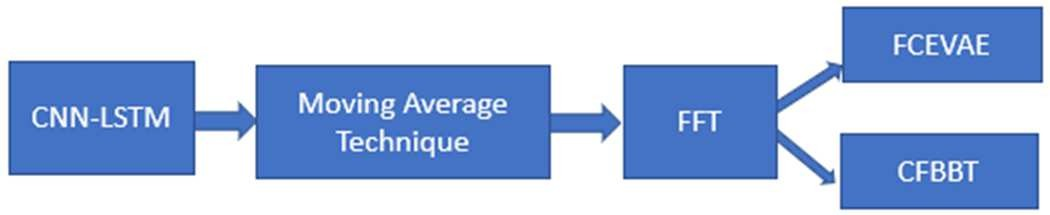 CNN-LSTM
Moving Average
Technique
FFT
FCEVAE
CFBBT